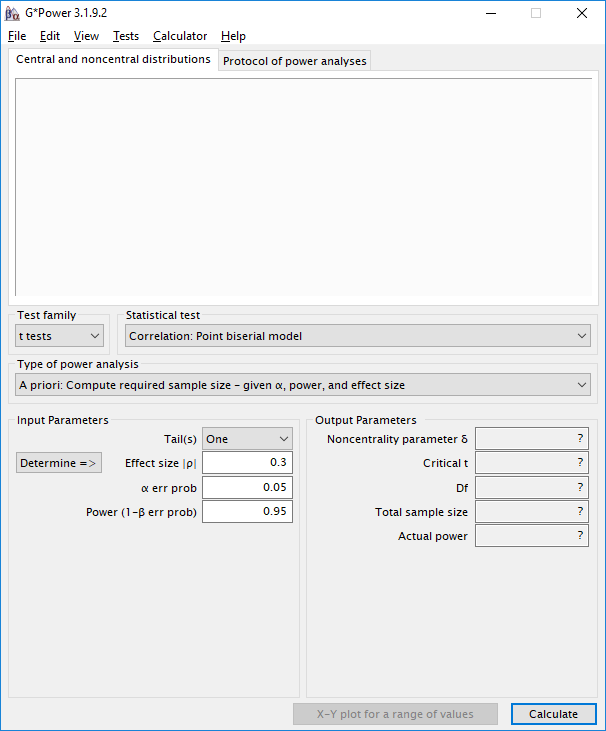 G*Power 3.1.9.2
File Edit View Tests Calculator Help
Central and noncentral distributions Protocol of power analyses
Test family Statistical test
t tests Correlation: Point biserial model
Type of power analysis
A priori: Compute required sample size – given α, power, and effect size
Input Parameters Output Parameters
Tail(s) One Noncentrality parameter δ ?
Determine => Effect size |ρ| 0.3 Critical t ?
α err prob 0.05 Df ?
Power (1–β err prob) 0.95 Total sample size ?
Actual power ?
X–Y plot for a range of values Calculate